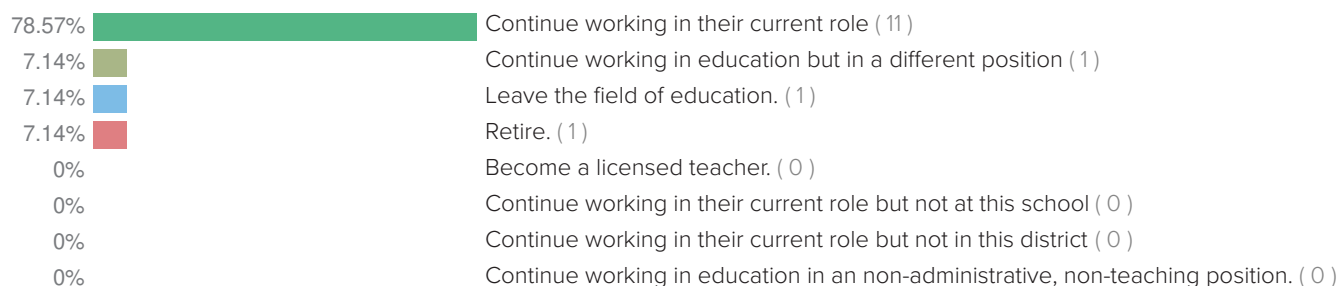 78.57% Continue working in their current role ( 11 )
7.14% Continue working in education but in a different position ( 1 )
7.14% Leave the field of education. ( 1 )
7.14% Retire. ( 1 )
0% Become a licensed teacher. ( 0 )
0% Continue working in their current role but not at this school ( 0 )
0% Continue working in their current role but not in this district ( 0 )
0% Continue working in education in an non-administrative, non-teaching position. ( 0 )